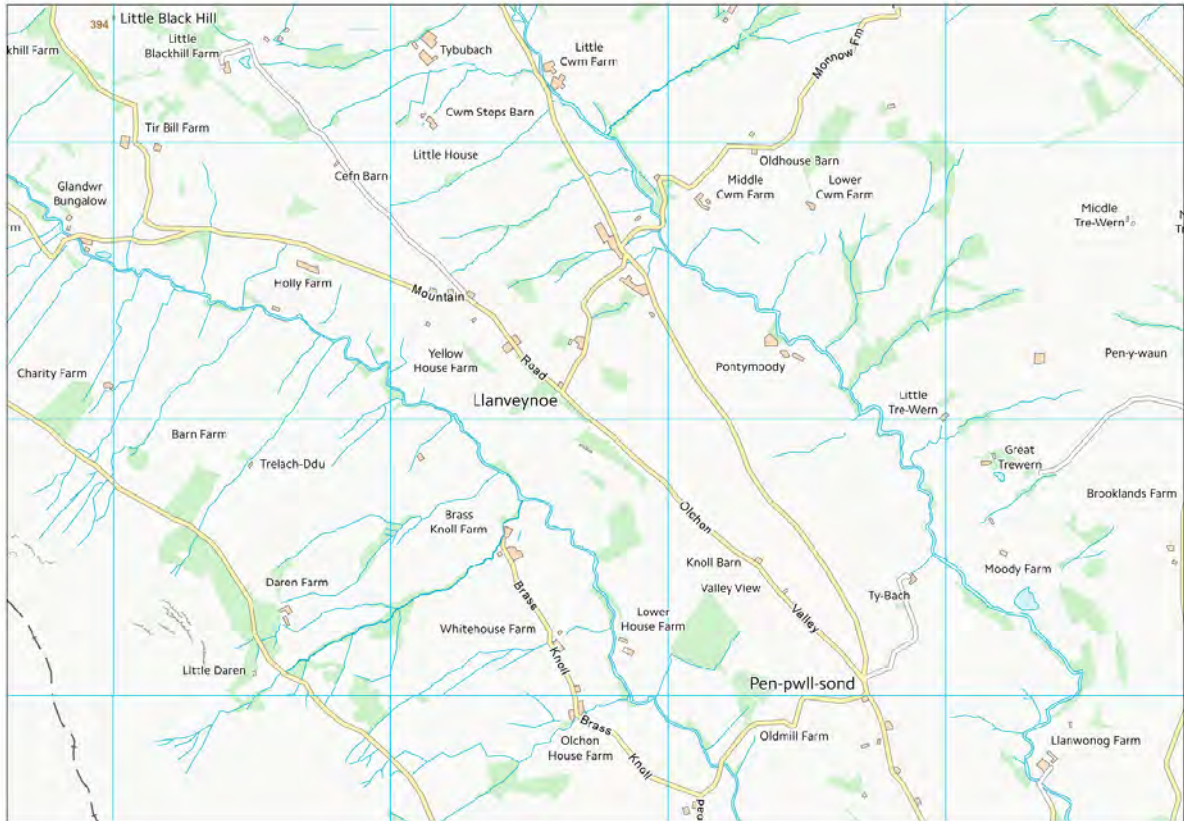 394
Little Black Hill
Little
Blackhill Farm
khill Farm
Tybubach
Little
Cwm Farm
Monnow Fm
Cwm Steps Barn
Tir Bill Farm
Little House
Oldhouse Barn
Cefn Barn
Middle
Cwm Farm
Lower
Cwm Farm
Glandwr
Bungalow
Middle
Tre-Wern
rm
Holly Farm
Mountain
Road
Yellow
House Farm
Pontymoody
Pen-y-waun
Charity Farm
Llanveynoe
Little
Tre-Wern
Barn Farm
Trelach-Ddu
Great
Trewern
Brooklands Farm
Brass
Knoll Farm
Olchon
Valley
Knoll Barn
Valley View
Moody Farm
Ty-Bach
Daren Farm
Brass
Knoll
Whitehouse Farm
Lower
House Farm
Little Daren
Pen-pwll-sond
Brass
Knoll
Oldmill Farm
Olchon
House Farm
Llanwonog Farm